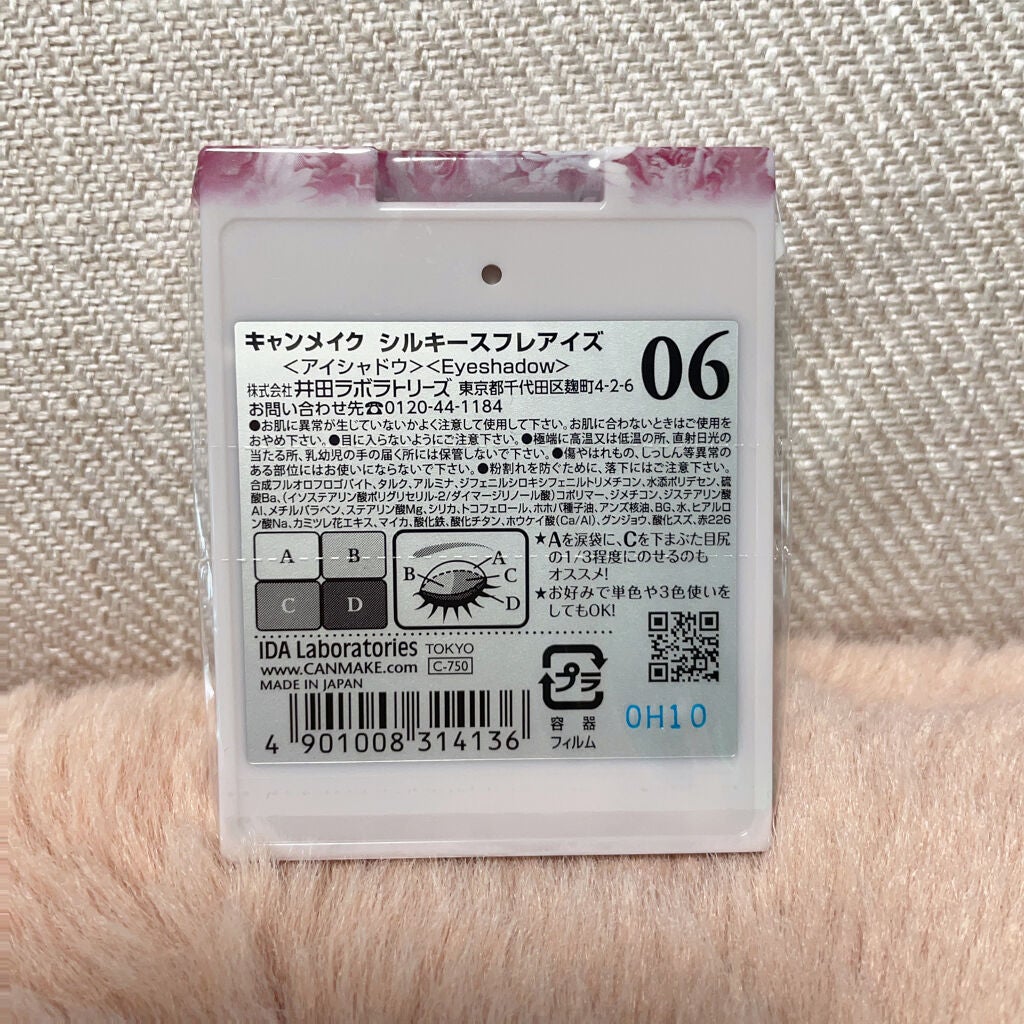 キャンメイク シルキースフレアイズ
<アイシャドウ><Eyeshadow>
06
株式会社 井田ラボラトリーズ 東京都千代田区麹町4-2-6
お問い合わせ先☎0120-44-1184
●お肌に異常が生じていないかよく注意して使用して下さい。お肌に合わないときはご使用を
おやめ下さい。●目に入らないようにご注意下さい。●極端に高温又は低温の所、直射日光の
当たる所、乳幼児の手の届く所には保管しないで下さい。●傷やはれもの、しっしん等異常の
ある部位にはお使いにならないで下さい。●粉割れを防ぐために、落下にはご注意下さい。
合成フルオロフロゴパイト、タルク、アルミナ、ジフェニルシロキシフェニルトリメチコン、水添ポリデセン、硫
酸Ba、(イソステアリン酸ポリグリセリル-2/ダイマージリノール酸)コポリマー、ジメチコン、ジステアリン酸
Al、メチルパラベン、ステアリン酸Mg、シリカ、トコフェロール、ホホバ種子油、アンズ核油、BG、水、ヒアルロ
ン酸Na、カミツレ花エキス、マイカ、酸化鉄、酸化チタン、ホウケイ酸(Ca/Al)、グンジョウ、酸化スズ、赤226
A B
C D
A
B
C
D
★Aを涙袋に、Cを下まぶた目尻
の1/3程度にのせるのも
オススメ!
★お好みで単色や3色使いを
してもOK!
IDA Laboratories TOKYO
www.CANMAKE.com C-750
MADE IN JAPAN
4 901008 314136
プラ
容器
フィルム
0H10